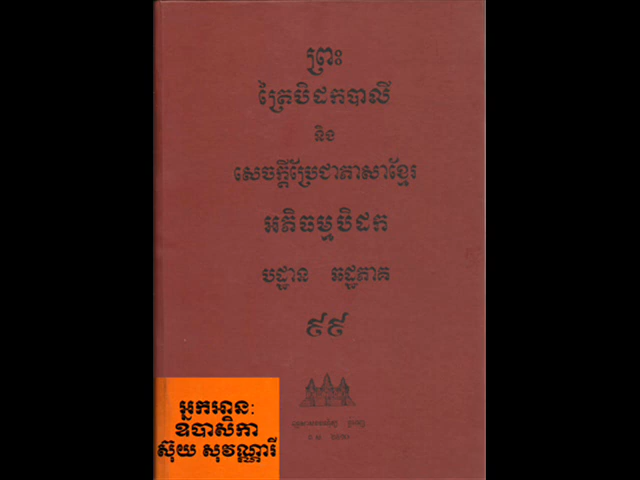 ព្រះ
ត្រៃបិដកបាលី
និង
សេចក្ដីប្រែជាភាសាខ្មែរ
អភិធម្មបិដក
បដ្ឋាន ឆដ្ឋភាគ
៩៩
អ្នកអាន:
ឧបាសិកា
ស៊ុយ សុវណ្ណារី